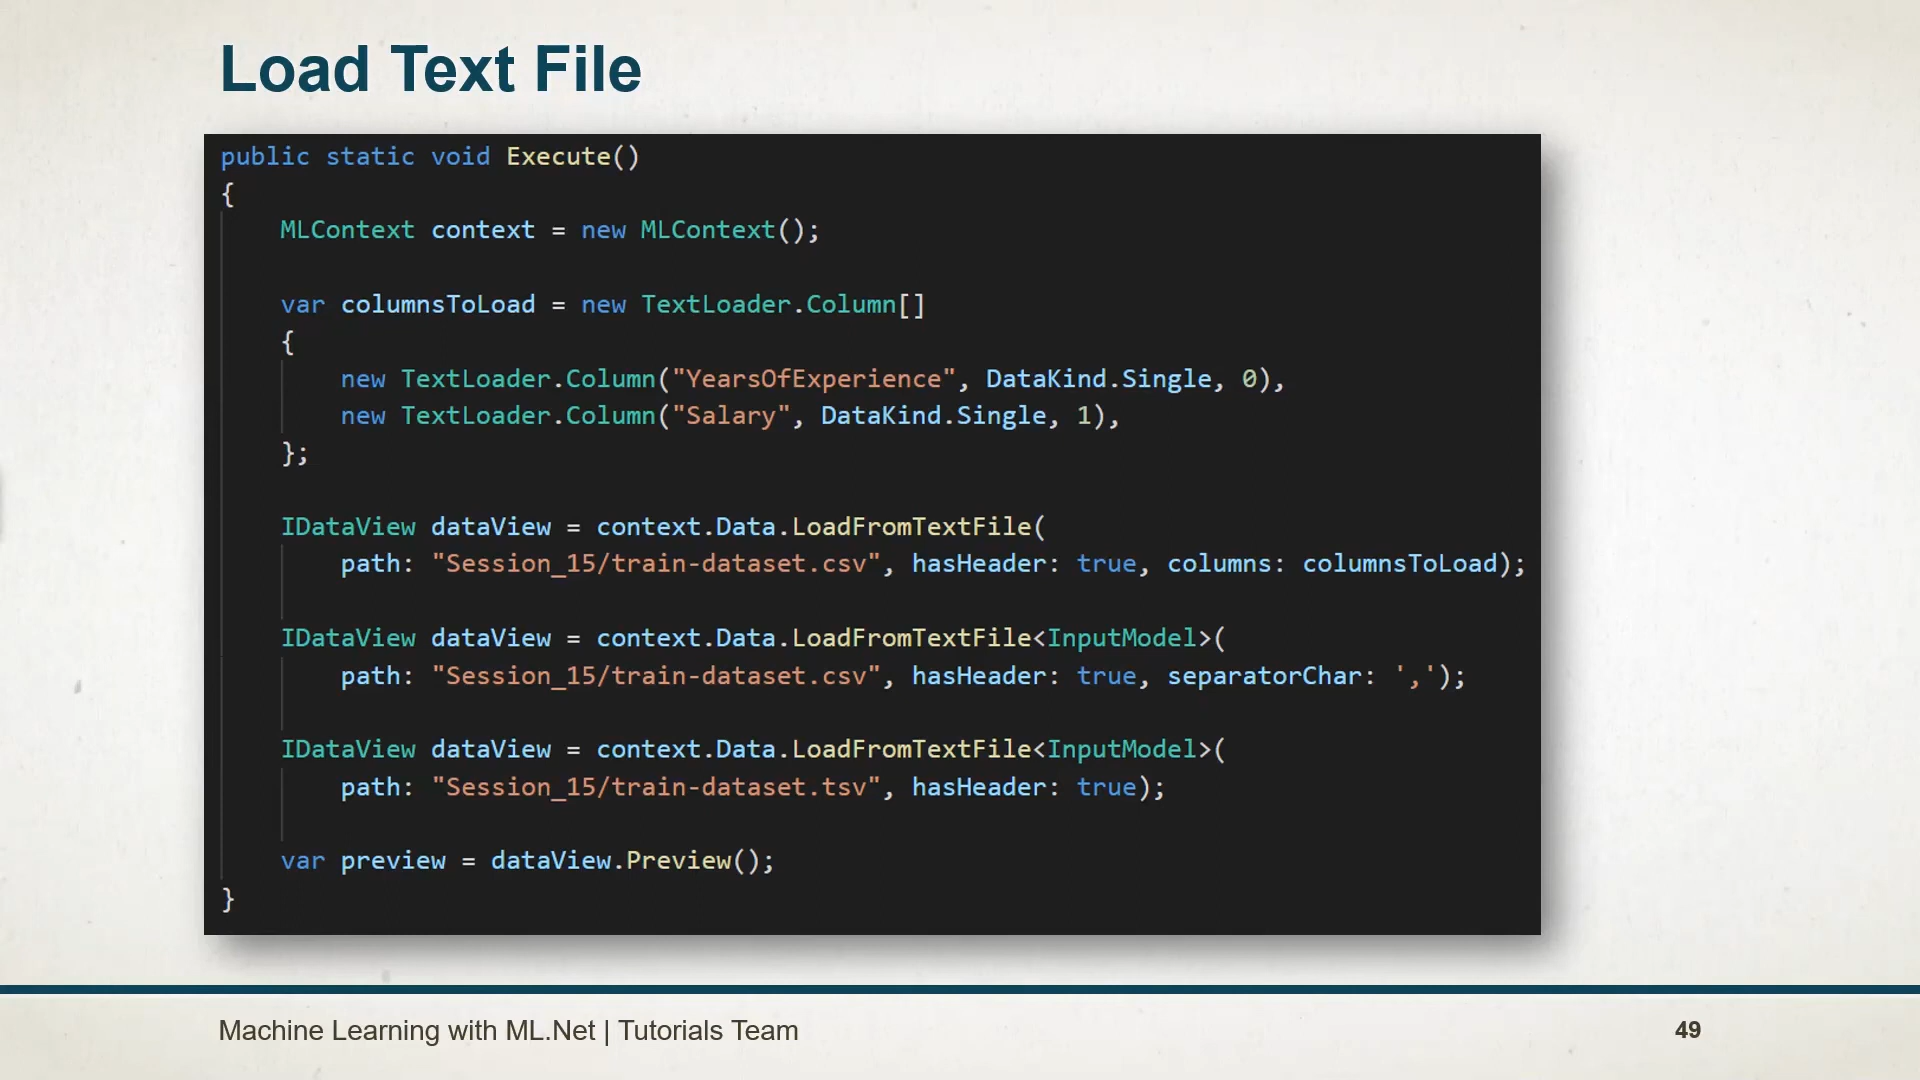 Load Text File
public static void Execute()
{
MLContext context = new MLContext();
var columnsToLoad = new TextLoader.Column[]
{
new TextLoader.Column("YearsOfExperience", DataKind.Single, 0),
new TextLoader.Column("Salary", DataKind.Single, 1),
};
IDataView dataView = context.Data.LoadFromTextFile(
path: "Session_15/train-dataset.csv", hasHeader: true, columns: columnsToLoad);
IDataView dataView = context.Data.LoadFromTextFile<InputModel>(
path: "Session_15/train-dataset.csv", hasHeader: true, separatorChar: ',');
IDataView dataView = context.Data.LoadFromTextFile<InputModel>(
path: "Session_15/train-dataset.tsv", hasHeader: true);
var preview = dataView.Preview();
}
Machine Learning with ML.Net | Tutorials Team
49